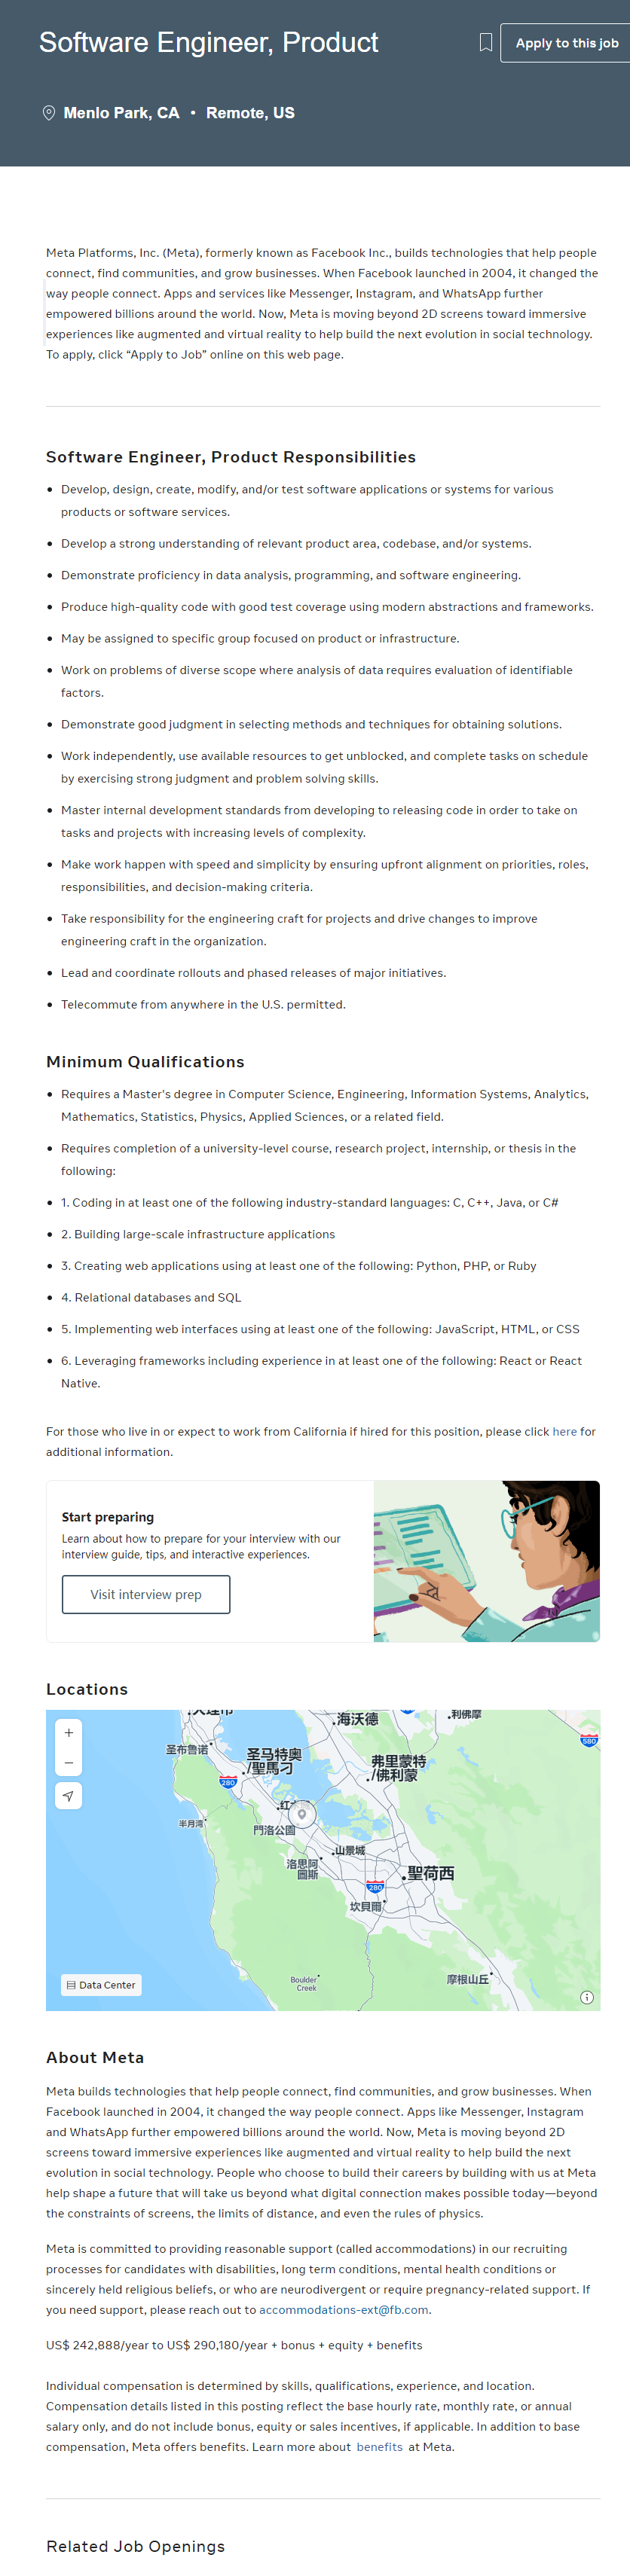 Software Engineer, Product
Apply to this job
Menlo Park, CA • Remote, US
Meta Platforms, Inc. (Meta), formerly known as Facebook Inc., builds technologies that help people
connect, find communities, and grow businesses. When Facebook launched in 2004, it changed the
way people connect. Apps and services like Messenger, Instagram, and WhatsApp further
empowered billions around the world. Now, Meta is moving beyond 2D screens toward immersive
experiences like augmented and virtual reality to help build the next evolution in social technology.
To apply, click “Apply to Job” online on this web page.
Software Engineer, Product Responsibilities
• Develop, design, create, modify, and/or test software applications or systems for various
products or software services.
• Develop a strong understanding of relevant product area, codebase, and/or systems.
• Demonstrate proficiency in data analysis, programming, and software engineering.
• Produce high-quality code with good test coverage using modern abstractions and frameworks.
• May be assigned to specific group focused on product or infrastructure.
• Work on problems of diverse scope where analysis of data requires evaluation of identifiable
factors.
• Demonstrate good judgment in selecting methods and techniques for obtaining solutions.
• Work independently, use available resources to get unblocked, and complete tasks on schedule
by exercising strong judgment and problem solving skills.
• Master internal development standards from developing to releasing code in order to take on
tasks and projects with increasing levels of complexity.
• Make work happen with speed and simplicity by ensuring upfront alignment on priorities, roles,
responsibilities, and decision-making criteria.
• Take responsibility for the engineering craft for projects and drive changes to improve
engineering craft in the organization.
• Lead and coordinate rollouts and phased releases of major initiatives.
• Telecommute from anywhere in the U.S. permitted.
Minimum Qualifications
• Requires a Master's degree in Computer Science, Engineering, Information Systems, Analytics,
Mathematics, Statistics, Physics, Applied Sciences, or a related field.
• Requires completion of a university-level course, research project, internship, or thesis in the
following:
• 1. Coding in at least one of the following industry-standard languages: C, C++, Java, or C#
• 2. Building large-scale infrastructure applications
• 3. Creating web applications using at least one of the following: Python, PHP, or Ruby
• 4. Relational databases and SQL
• 5. Implementing web interfaces using at least one of the following: JavaScript, HTML, or CSS
• 6. Leveraging frameworks including experience in at least one of the following: React or React
Native.
For those who live in or expect to work from California if hired for this position, please click here for
additional information.
Start preparing
Learn about how to prepare for your interview with our
interview guide, tips, and interactive experiences.
Visit interview prep
Locations
海沃德
利佛摩
580
圣布鲁诺
圣马特奥
/聖馬刁
弗里蒙特
/佛利蒙
280
半月湾
門洛公園
山景城
洛思阿
圖斯
聖荷西
280
坎貝爾
Boulder
Creek
摩根山丘
Data Center
About Meta
Meta builds technologies that help people connect, find communities, and grow businesses. When
Facebook launched in 2004, it changed the way people connect. Apps like Messenger, Instagram
and WhatsApp further empowered billions around the world. Now, Meta is moving beyond 2D
screens toward immersive experiences like augmented and virtual reality to help build the next
evolution in social technology. People who choose to build their careers by building with us at Meta
help shape a future that will take us beyond what digital connection makes possible today—beyond
the constraints of screens, the limits of distance, and even the rules of physics.
Meta is committed to providing reasonable support (called accommodations) in our recruiting
processes for candidates with disabilities, long term conditions, mental health conditions or
sincerely held religious beliefs, or who are neurodivergent or require pregnancy-related support. If
you need support, please reach out to accommodations-ext@fb.com.
US$ 242,888/year to US$ 290,180/year + bonus + equity + benefits
Individual compensation is determined by skills, qualifications, experience, and location.
Compensation details listed in this posting reflect the base hourly rate, monthly rate, or annual
salary only, and do not include bonus, equity or sales incentives, if applicable. In addition to base
compensation, Meta offers benefits. Learn more about benefits at Meta.
Related Job Openings